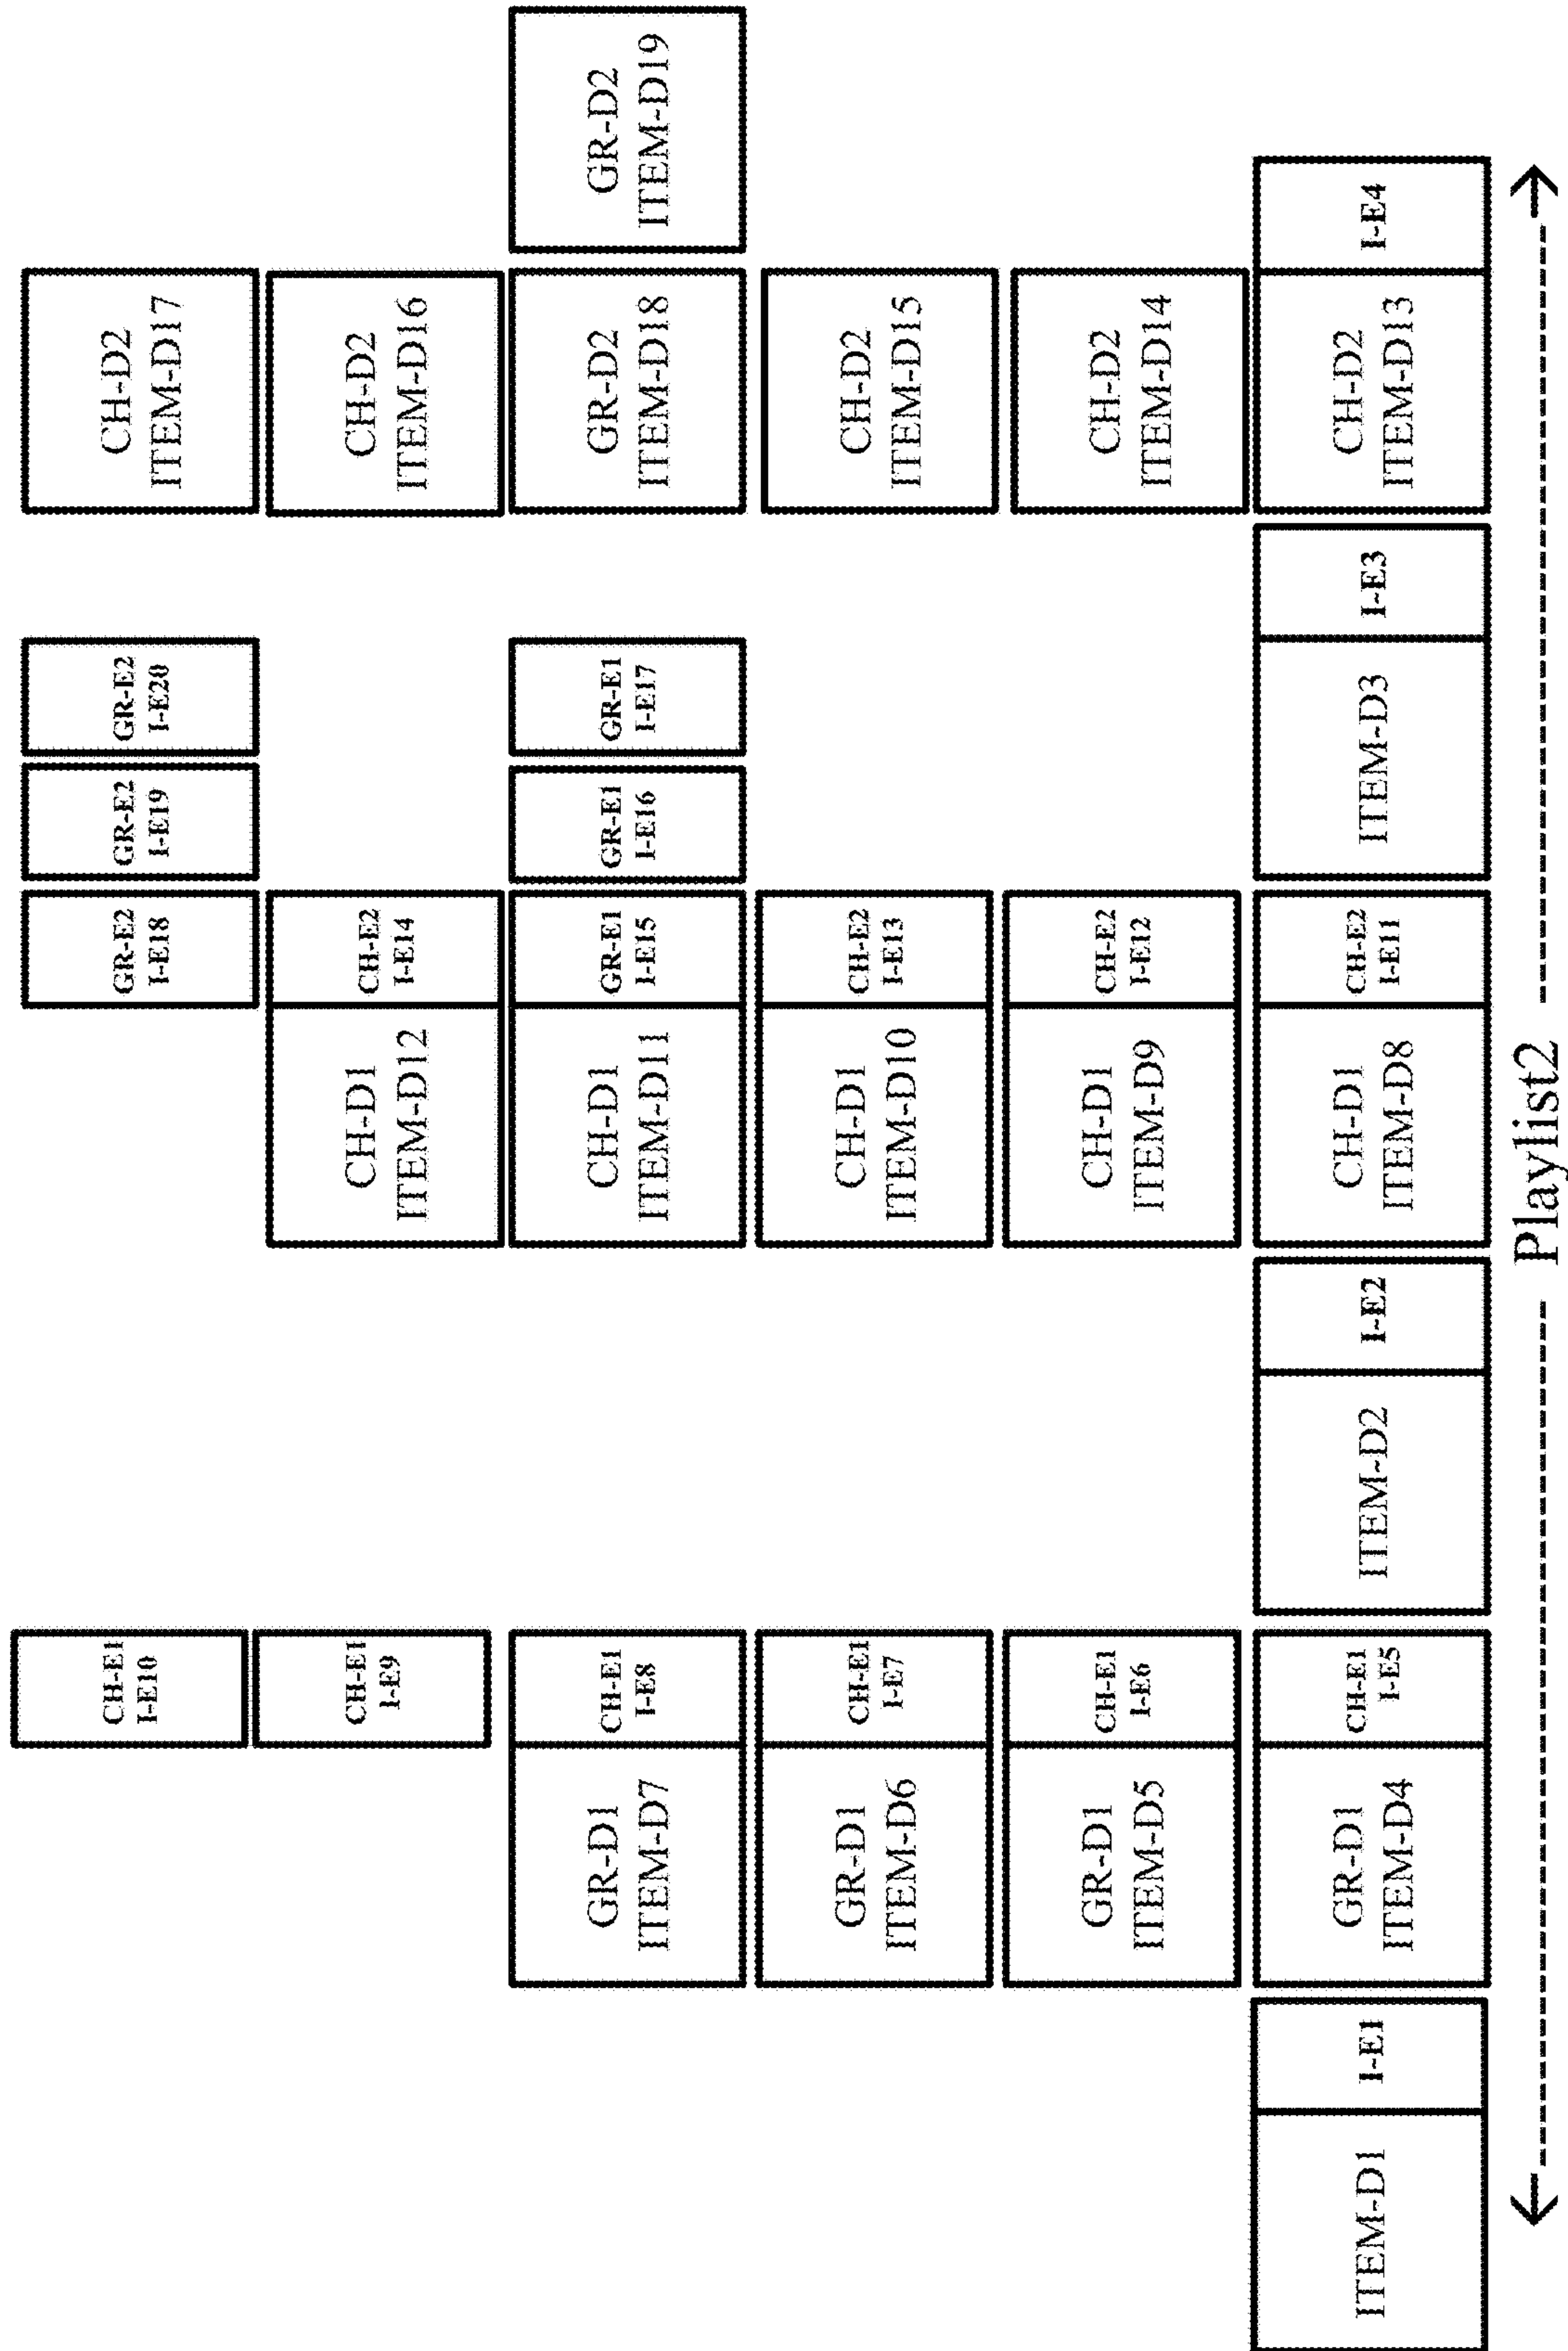 CH-E1
I-E10
GR-E2
I-E18
GR-E2
I-E19
GR-E2
I-E20
CH-D2
ITEM-D17
CH-E1
I-E9
CH-D1
ITEM-D12
CH-E2
I-E14
CH-D2
ITEM-D16
GR-D1
ITEM-D7
CH-E1
I-E8
CH-D1
ITEM-D11
GR-E1
I-E15
GR-E1
I-E16
GR-E1
I-E17
GR-D2
ITEM-D18
GR-D2
ITEM-D19
GR-D1
ITEM-D6
CH-E1
I-E7
CH-D1
ITEM-D10
CH-E2
I-E13
CH-D2
ITEM-D15
GR-D1
ITEM-D5
CH-E1
I-E6
CH-D1
ITEM-D9
CH-E2
I-E12
CH-D2
ITEM-D14
ITEM-D1
I-E1
GR-D1
ITEM-D4
CH-E1
I-E5
ITEM-D2
I-E2
CH-D1
ITEM-D8
CH-E2
I-E11
ITEM-D3
I-E3
CH-D2
ITEM-D13
I-E4
Playlist2